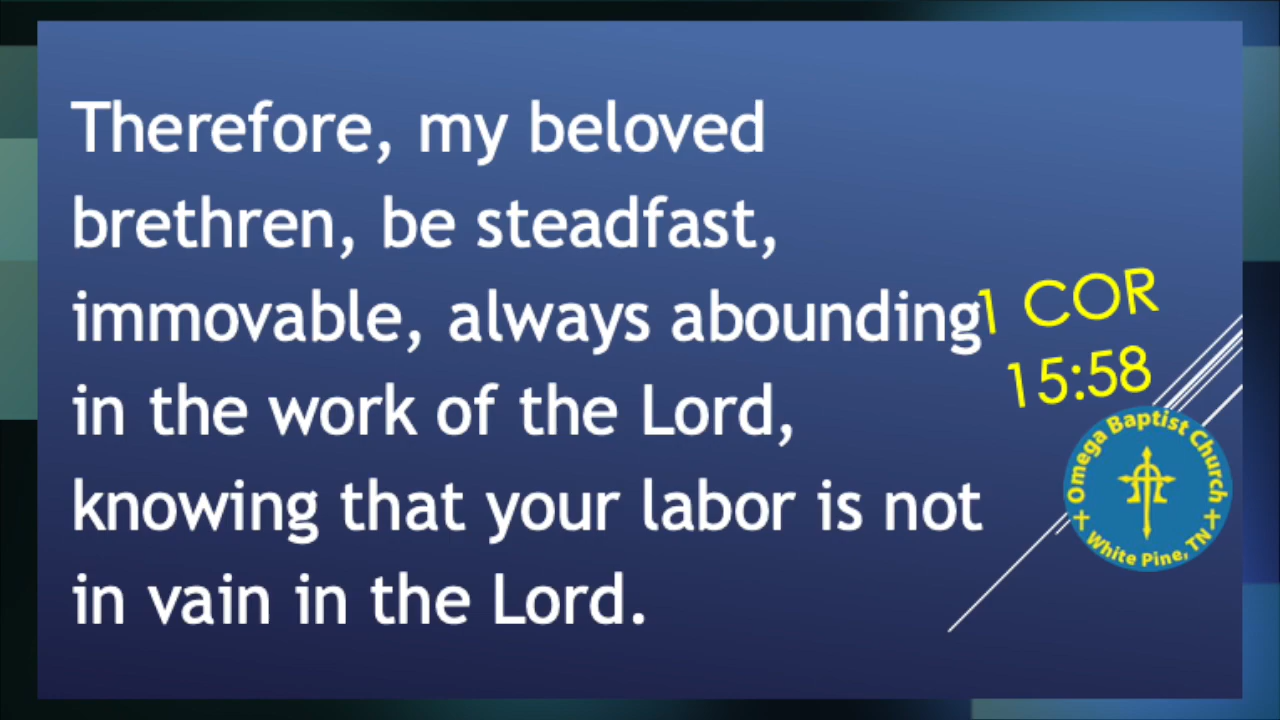 Therefore, my beloved
brethren, be steadfast,
immovable, always abounding
in the work of the Lord,
knowing that your labor is not
in vain in the Lord.
1 COR
15:58
Omega Baptist Church
White Pine, TN